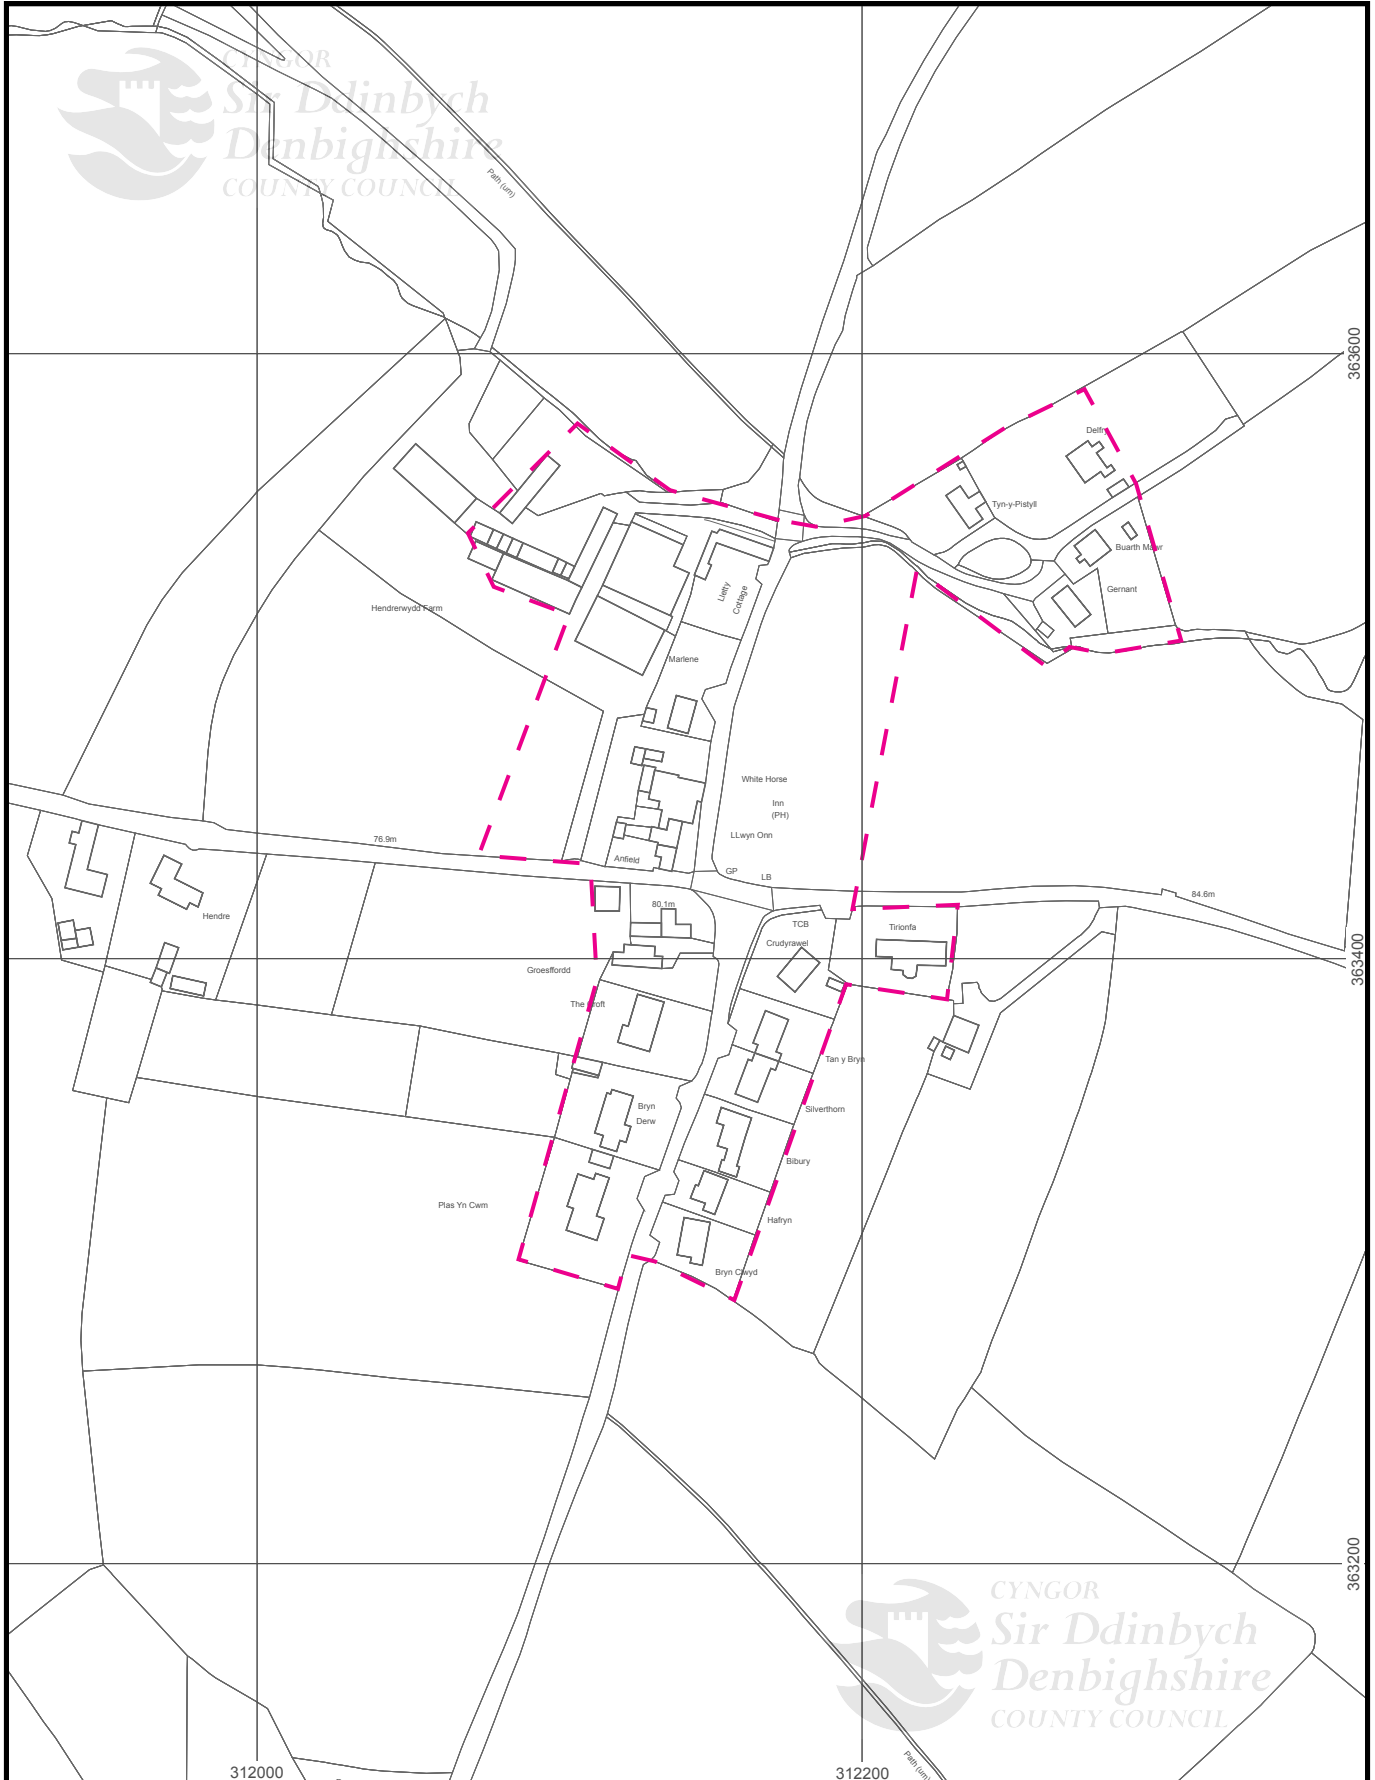 CYNGOR
Sir Ddinbych
Denbighshire
COUNTY COUNCIL
Path (um)
363600
Delfryn
Tyn-y-Pistyll
Buarth Mawr
Gernant
Lletty
Cottage
Hendrerwydd Farm
Marlene
White Horse
Inn
(PH)
LLwyn Onn
76.9m
Anfield
GP
LB
84.6m
80.1m
Hendre
TCB
Tirionfa
Crudyrawel
363400
Groesffordd
The Croft
Tan y Bryn
Bryn
Derw
Silverthorn
Bibury
Plas Yn Cwm
Hafryn
Bryn Clwyd
363200
CYNGOR
Sir Ddinbych
Denbighshire
COUNTY COUNCIL
Path (um)
312000
312200